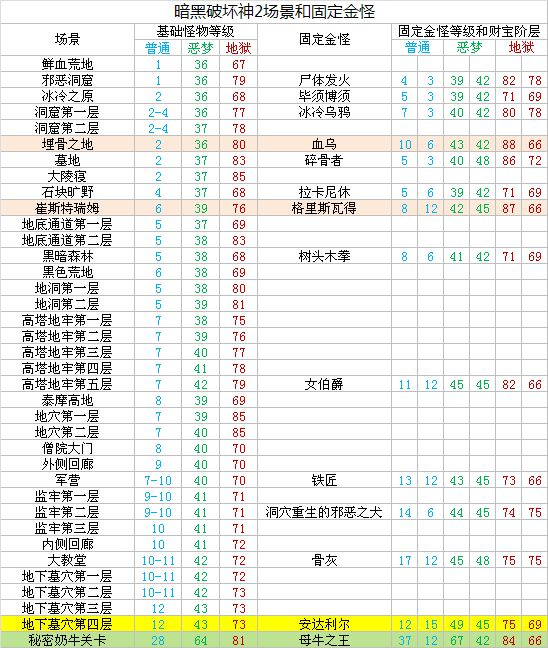 暗黑破坏神2场景和固定金怪
场景 基础怪物等级 固定金怪 固定金怪等级和财宝阶层
普通 恶梦 地狱 普通 恶梦 地狱
鲜血荒地 1 36 67
邪恶洞窟 1 36 79 尸体发火 4 3 39 42 82 78
冰冷之原 2 36 68 毕须博须 5 3 39 42 71 69
洞窟第一层 2-4 36 77 冰冷乌鸦 7 3 40 42 80 78
洞窟第二层 2-4 37 78
埋骨之地 2 36 80 血乌 10 6 43 42 88 66
墓地 2 37 83 碎骨者 5 3 40 48 86 72
大陵寝 2 37 85
石块旷野 4 37 68 拉卡尼休 5 6 39 42 71 69
崔斯特瑞姆 6 39 76 格里斯瓦得 8 12 42 45 87 66
地底通道第一层 5 37 69
地底通道第二层 5 38 83
黑暗森林 5 38 68 树头木拳 8 6 41 42 71 69
黑色荒地 6 38 69
地洞第一层 5 38 80
地洞第二层 5 39 81
高塔地牢第一层 7 38 75
高塔地牢第二层 7 39 76
高塔地牢第三层 7 40 77
高塔地牢第四层 7 41 78
高塔地牢第五层 7 42 79 女伯爵 11 12 45 45 82 66
泰摩高地 8 39 69
地穴第一层 7 39 85
地穴第二层 7 40 85
僧院大门 8 40 70
外侧回廊 9 40 70
军营 7-10 40 70 铁匠 13 12 43 45 73 66
监牢第一层 9-10 41 71
监牢第二层 9-10 41 71 洞穴重生的邪恶之犬 14 6 44 45 74 75
监牢第三层 10 41 71
内侧回廊 10 41 72
大教堂 10-11 42 72 骨灰 17 12 45 48 75 75
地下墓穴第一层 10-11 42 72
地下墓穴第二层 10-11 42 73
地下墓穴第三层 12 43 73
地下墓穴第四层 12 43 73 安达利尔 12 15 49 45 75 69
秘密奶牛关卡 28 64 81 母牛之王 37 12 67 42 84 66